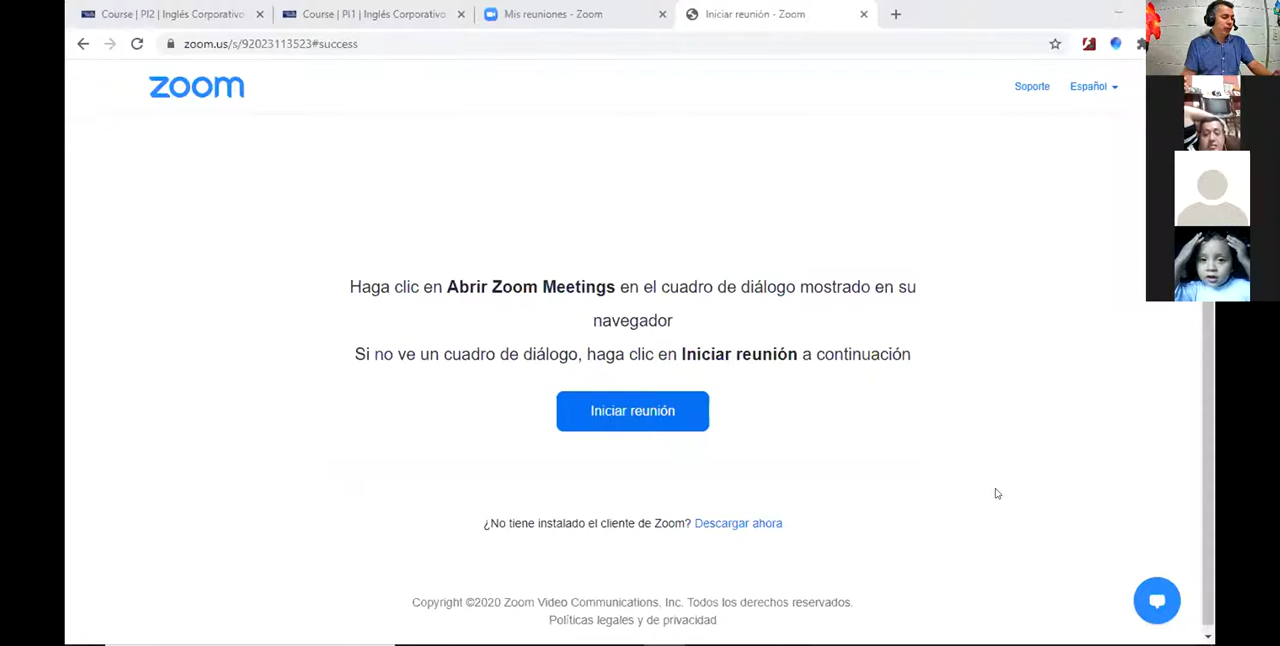 Course | PI2 | Inglés Corporativo
Course | PI1 | Inglés Corporativo
Mis reuniones - Zoom
Iniciar reunión - Zoom
zoom.us/s/92023113523#success
zoom
Soporte
Español
Haga clic en Abrir Zoom Meetings en el cuadro de diálogo mostrado en su
navegador
Si no ve un cuadro de diálogo, haga clic en Iniciar reunión a continuación
Iniciar reunión
¿No tiene instalado el cliente de Zoom? Descargar ahora
Copyright ©2020 Zoom Video Communications, Inc. Todos los derechos reservados.
Políticas legales y de privacidad